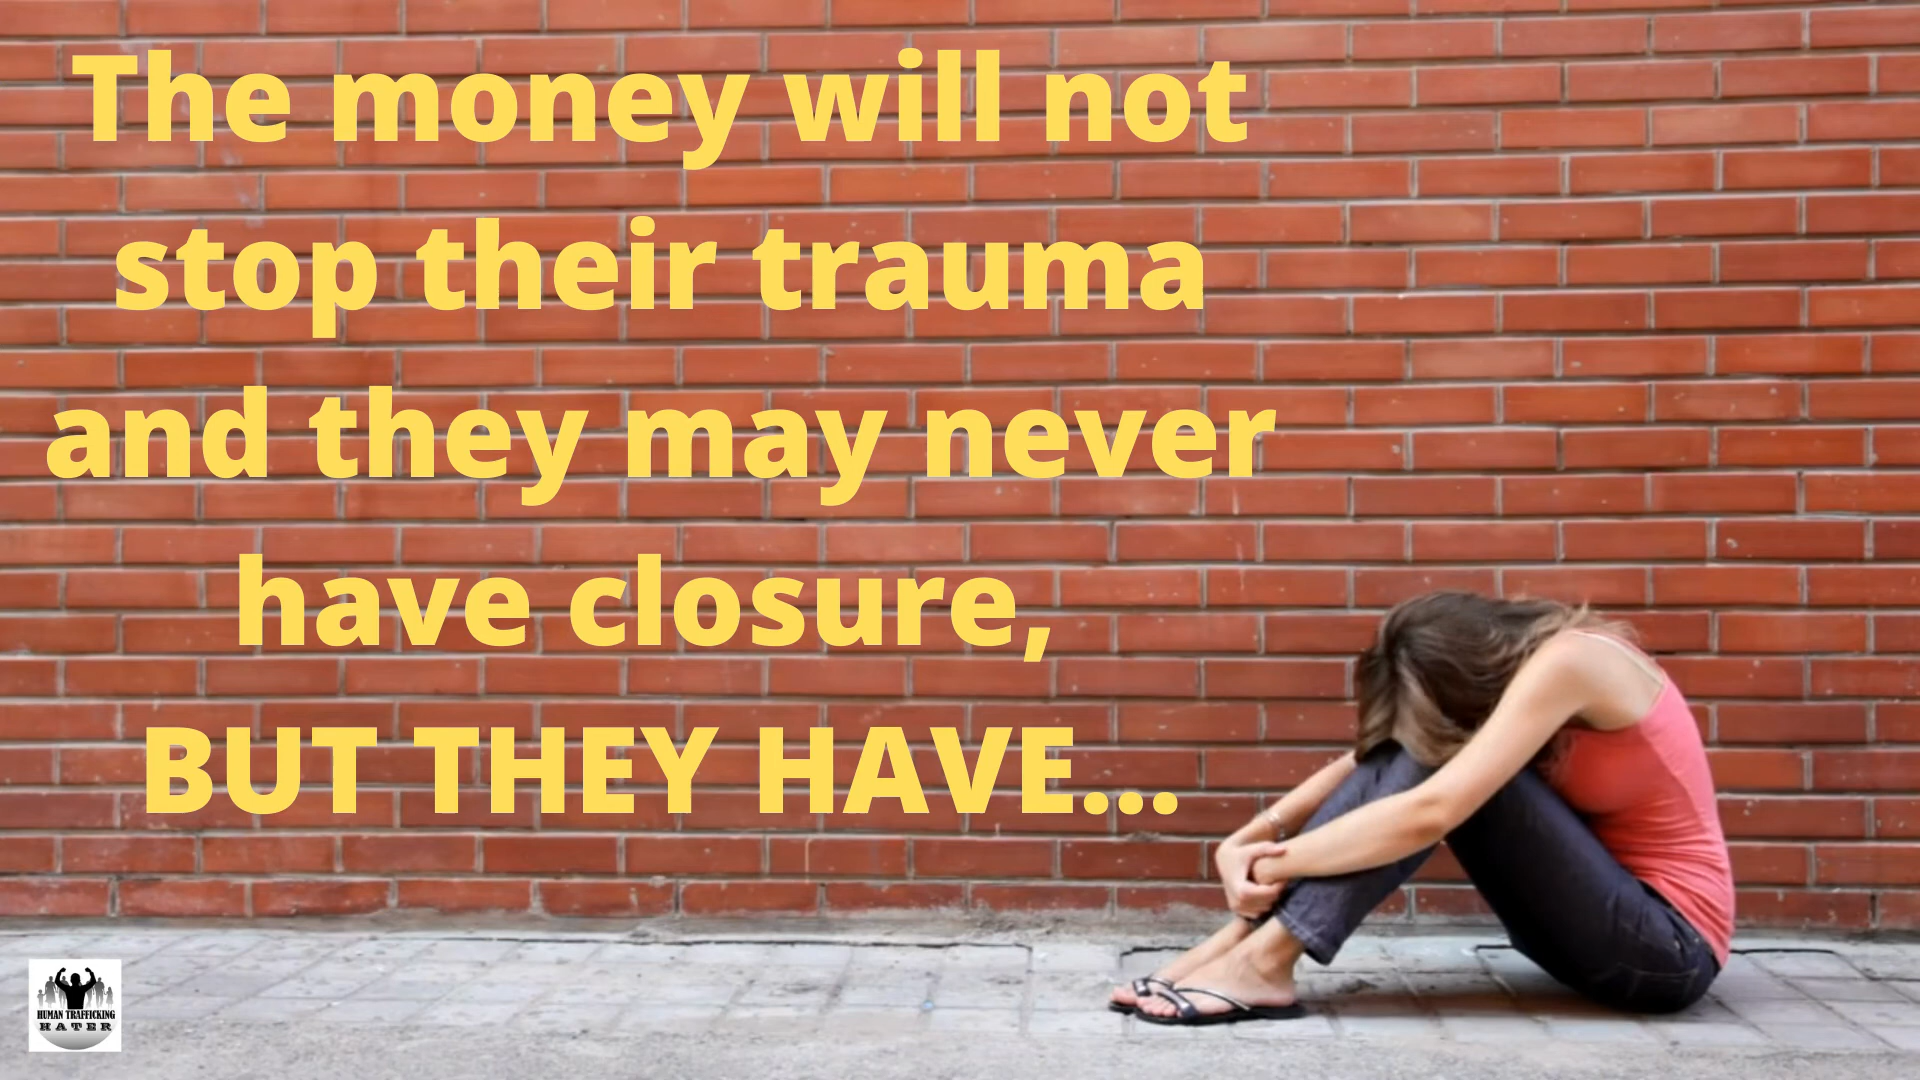 The money will not
stop their trauma
and they may never
have closure,
BUT THEY HAVE...
HUMAN TRAFFICKING
HATER